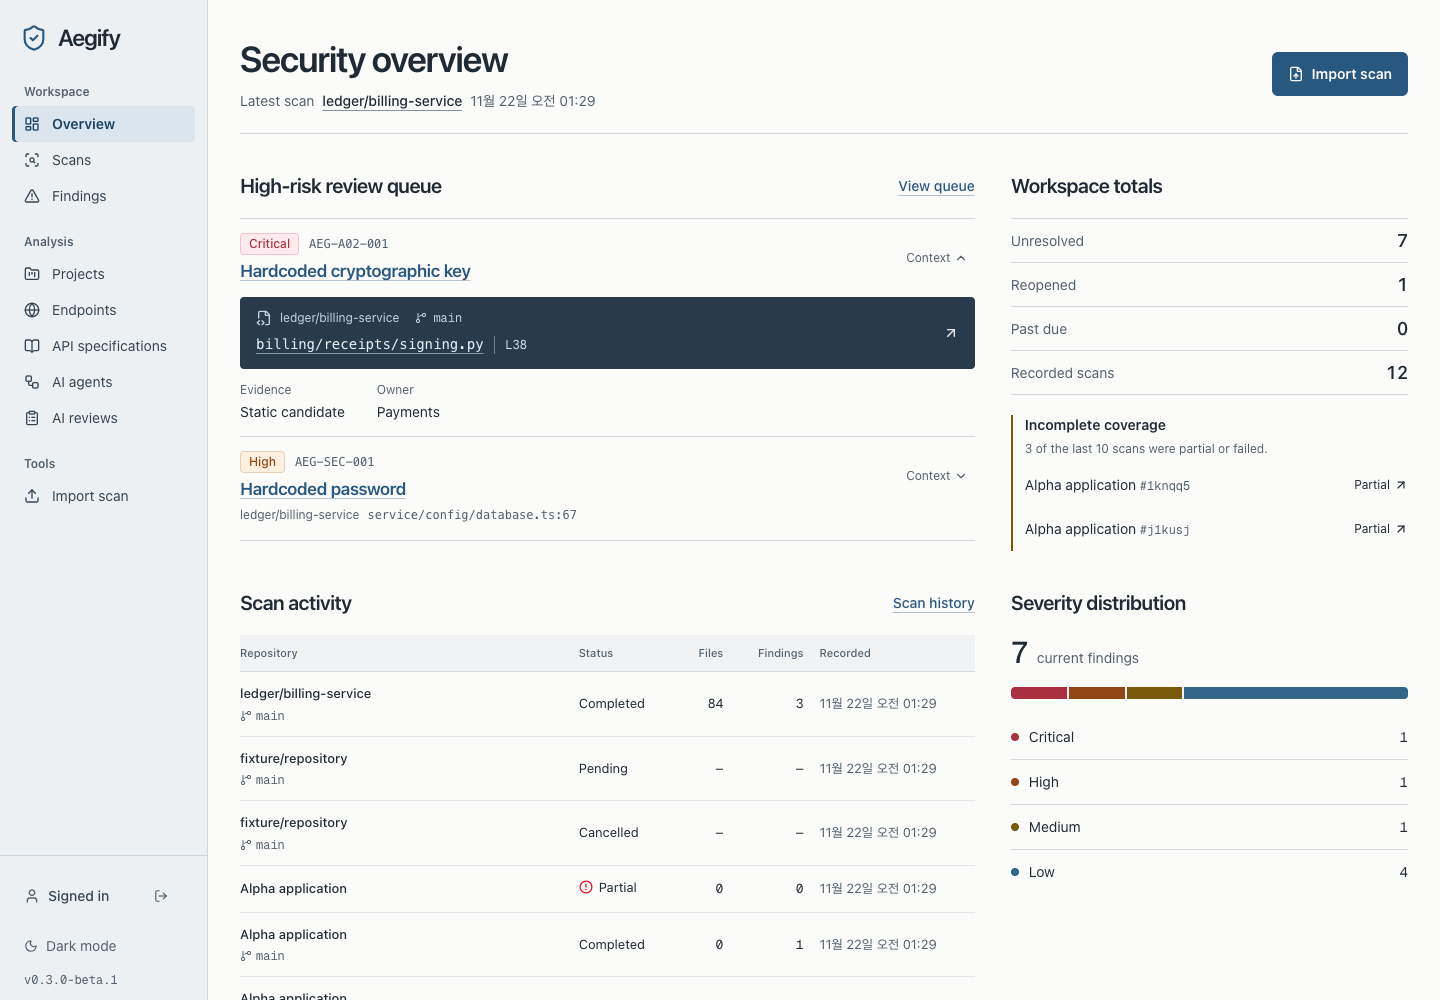 Aegify
Workspace
Overview
Scans
Findings
Analysis
Projects
Endpoints
API specifications
AI agents
AI reviews
Tools
Import scan
Signed in
Dark mode
v0.3.0-beta.1
Security overview
Latest scan ledger/billing-service 11월 22일 오전 01:29
Import scan
High-risk review queue
View queue
Critical AEG-A02-001
Hardcoded cryptographic key
Context
ledger/billing-service main
billing/receipts/signing.py L38
Evidence Owner
Static candidate Payments
High AEG-SEC-001
Hardcoded password
Context
ledger/billing-service service/config/database.ts:67
Workspace totals
Unresolved 7
Reopened 1
Past due 0
Recorded scans 12
Incomplete coverage
3 of the last 10 scans were partial or failed.
Alpha application #1knqq5 Partial
Alpha application #j1kusj Partial
Scan activity
Scan history
Repository Status Files Findings Recorded
ledger/billing-service
main
Completed 84 3 11월 22일 오전 01:29
fixture/repository
main
Pending – – 11월 22일 오전 01:29
fixture/repository
main
Cancelled – – 11월 22일 오전 01:29
Alpha application Partial 0 0 11월 22일 오전 01:29
Alpha application
main
Completed 0 1 11월 22일 오전 01:29
Alpha application
Severity distribution
7 current findings
Critical 1
High 1
Medium 1
Low 4